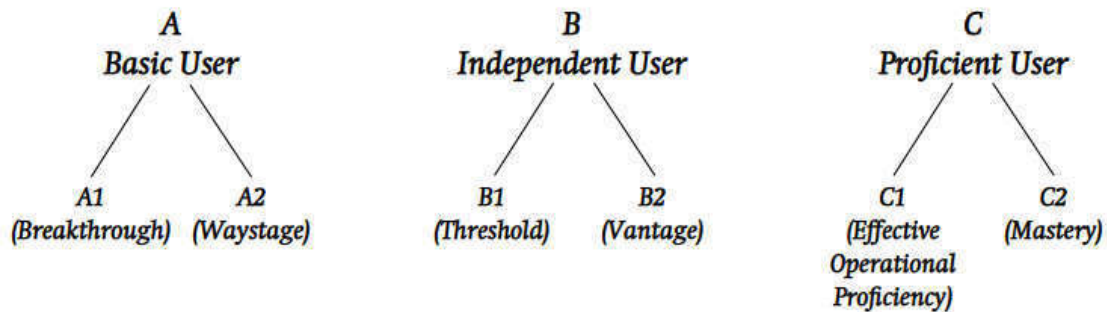 A
Basic User
B
Independent User
C
Proficient User
A1
(Breakthrough)
A2
(Waystage)
B1
(Threshold)
B2
(Vantage)
C1
(Effective
Operational
Proficiency)
C2
(Mastery)